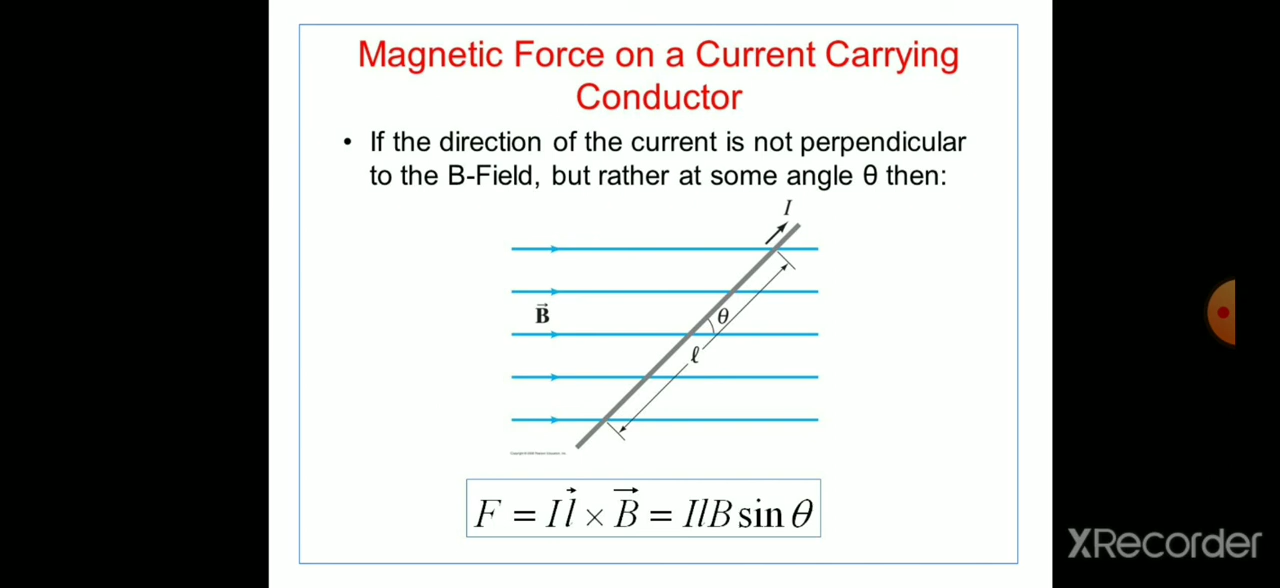 Magnetic Force on a Current Carrying
Conductor
• If the direction of the current is not perpendicular
to the B-Field, but rather at some angle θ then:
I
B⃗
θ
ℓ
F = I l⃗ × B⃗ = IlB sin θ
XRecorder